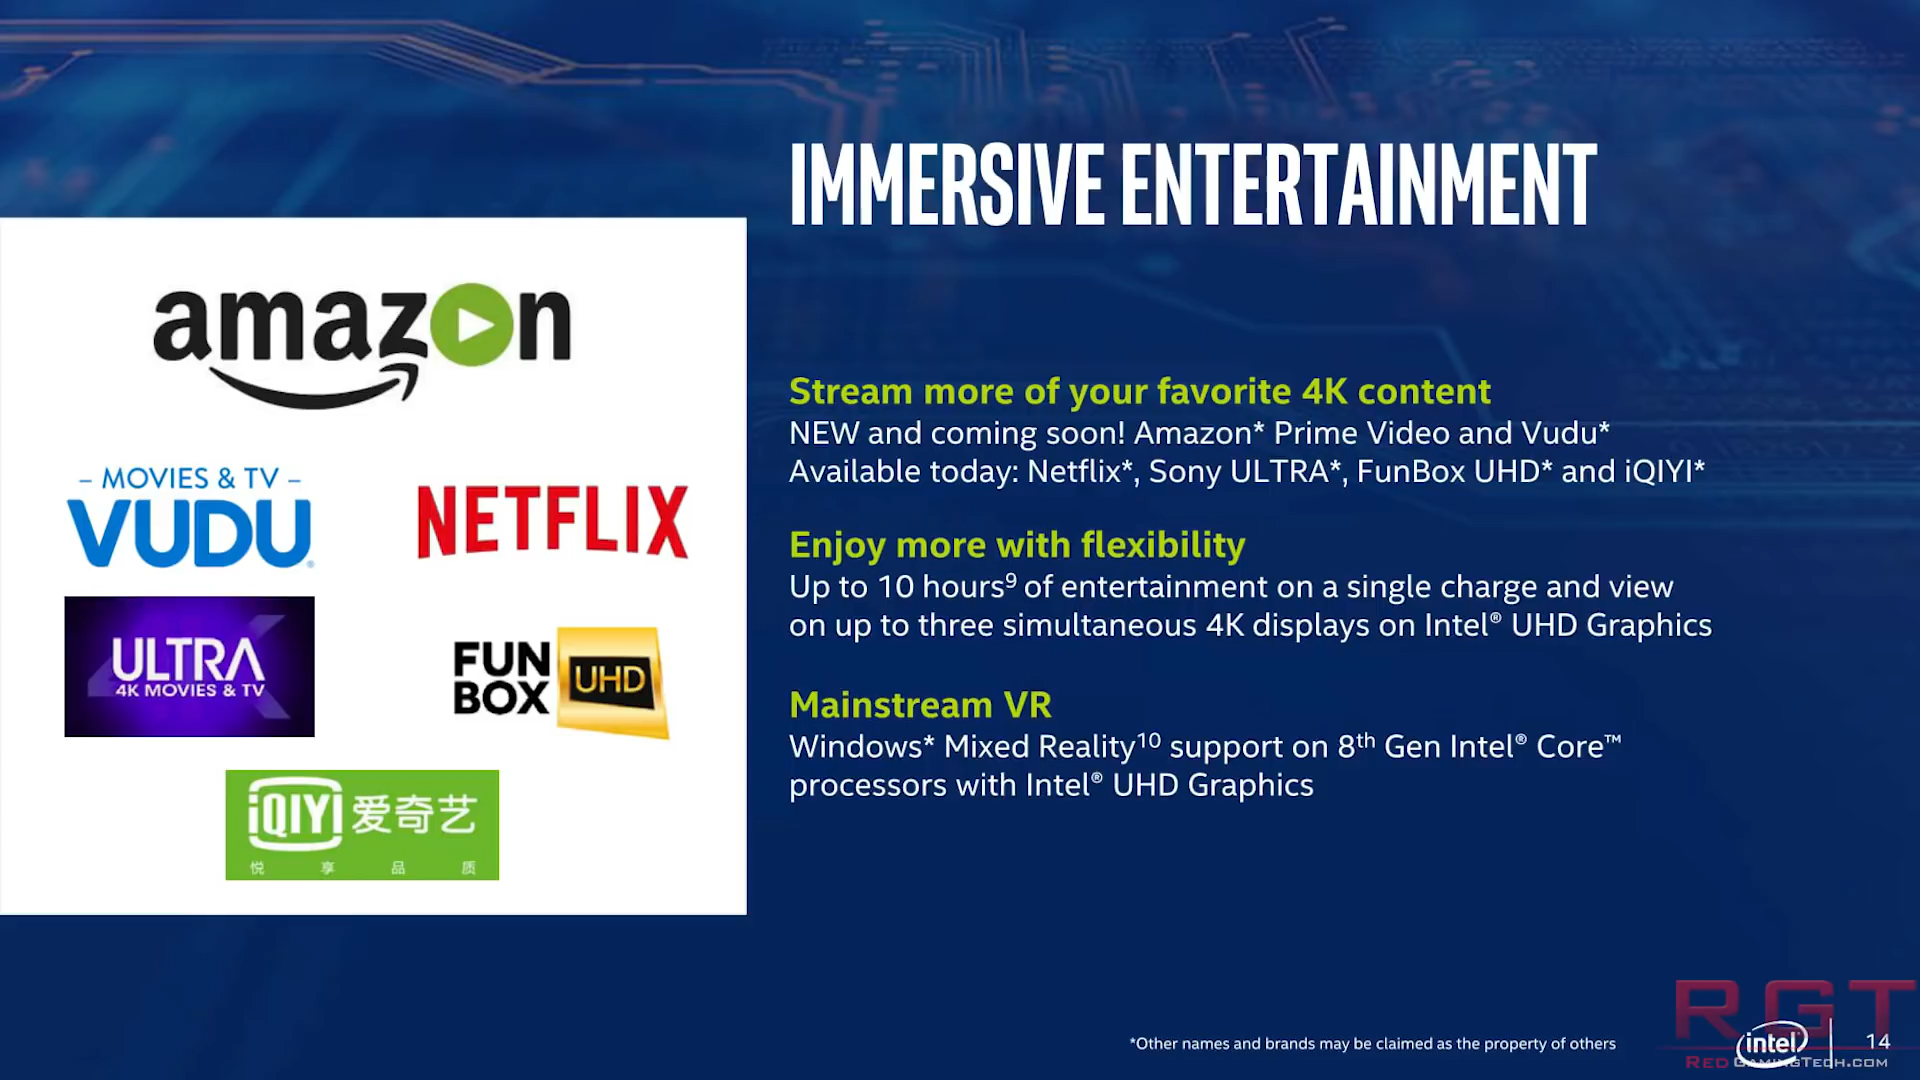 IMMERSIVE ENTERTAINMENT
amazon
– MOVIES & TV –
VUDU®
NETFLIX
ULTRA
4K MOVIES & TV
FUN
BOX
UHD
iQIYI 爱奇艺
悦享品质
Stream more of your favorite 4K content
NEW and coming soon! Amazon* Prime Video and Vudu*
Available today: Netflix*, Sony ULTRA*, FunBox UHD* and iQIYI*
Enjoy more with flexibility
Up to 10 hours⁹ of entertainment on a single charge and view
on up to three simultaneous 4K displays on Intel® UHD Graphics
Mainstream VR
Windows* Mixed Reality¹⁰ support on 8th Gen Intel® Core™
processors with Intel® UHD Graphics
*Other names and brands may be claimed as the property of others
RGT
intel
14
REDGAMINGTECH.COM